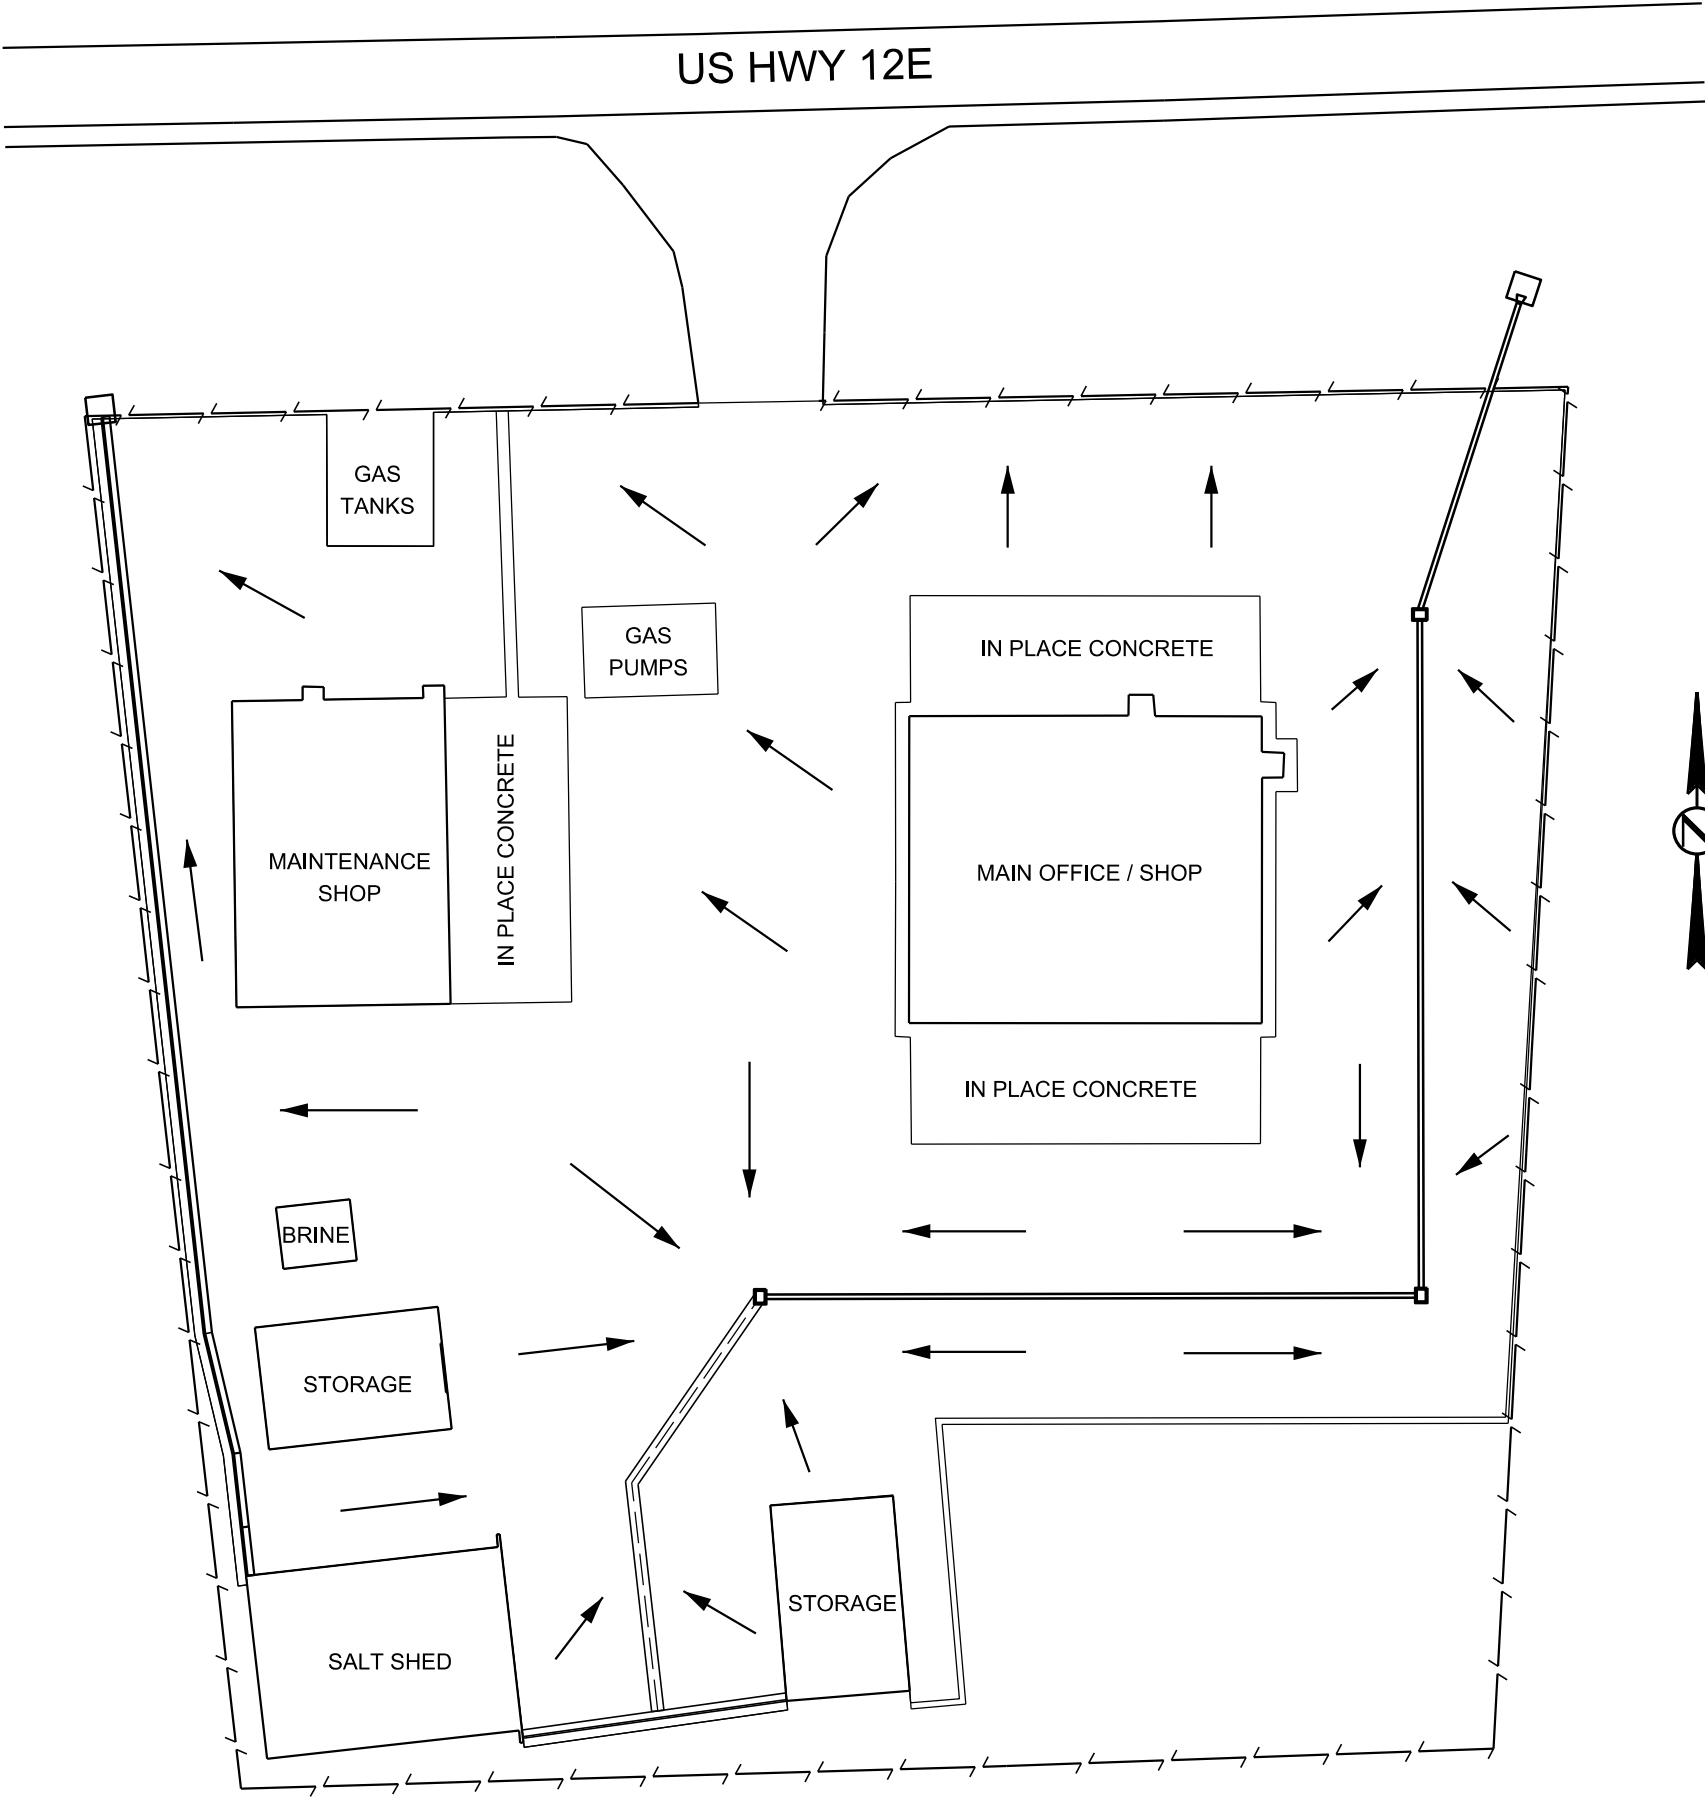 US HWY 12E
GAS
TANKS
GAS
PUMPS
IN PLACE CONCRETE
IN PLACE CONCRETE
MAINTENANCE
SHOP
MAIN OFFICE / SHOP
IN PLACE CONCRETE
BRINE
STORAGE
STORAGE
SALT SHED